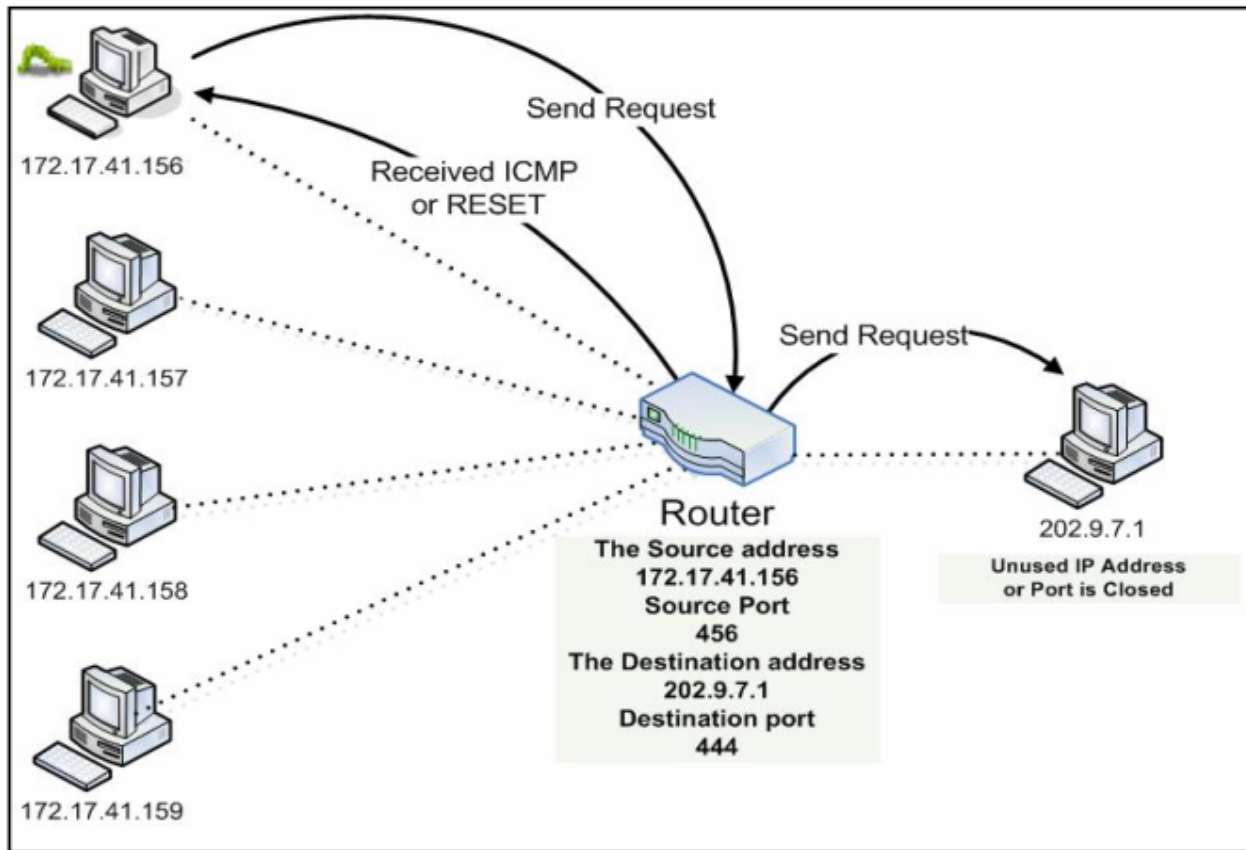 Send Request
Received ICMP
or RESET
172.17.41.156
172.17.41.157
Send Request
172.17.41.158
Router
The Source address
172.17.41.156
Source Port
456
The Destination address
202.9.7.1
Destination port
444
202.9.7.1
Unused IP Address
or Port is Closed
172.17.41.159